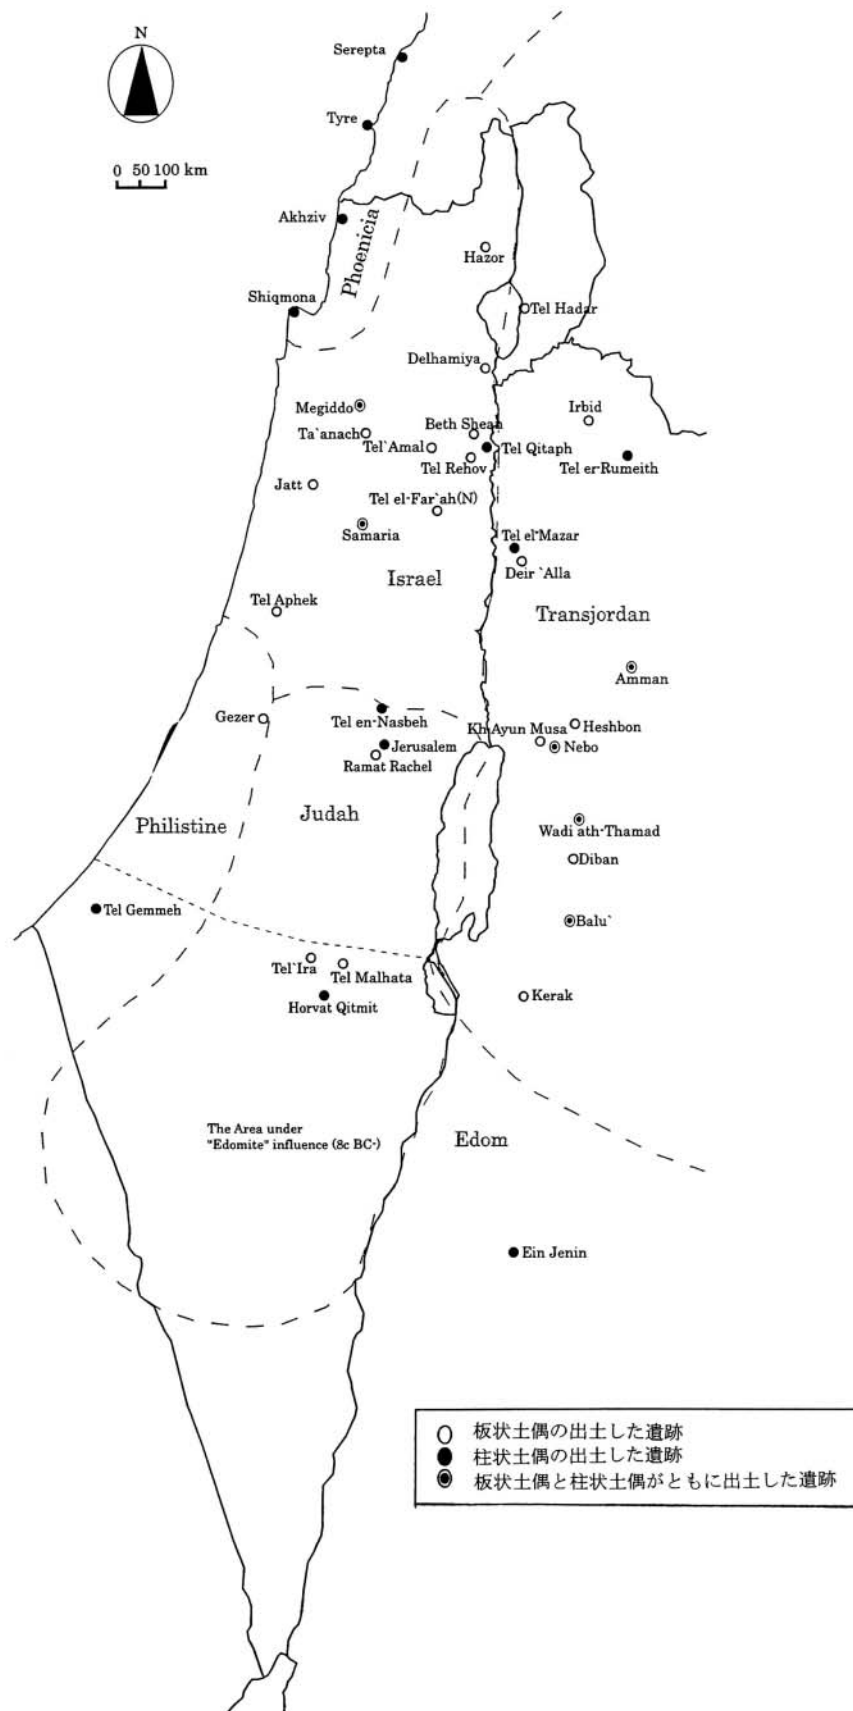 N
Serepta
Tyre
0 50 100 km
Akhziv
Phoenicia
Hazor
Shiqmona
Tel Hadar
Delhamiya
Megiddo
Irbid
Beth Shean
Ta`anach
Tel`Amal
Tel Qitaph
Tel Rehov
Tel er-Rumeith
Jatt
Tel el-Far`ah(N)
Samaria
Tel el-Mazar
Deir `Alla
Israel
Tel Aphek
Transjordan
Amman
Gezer
Tel en-Nasbeh
Kh Ayun Musa
Heshbon
Jerusalem
Nebo
Ramat Rachel
Judah
Philistine
Wadi ath-Thamad
Diban
Tel Gemmeh
Balu`
Tel`Ira
Tel Malhata
Kerak
Horvat Qitmit
The Area under
"Edomite" influence (8c BC-)
Edom
Ein Jenin
板状土偶の出土した遺跡
柱状土偶の出土した遺跡
板状土偶と柱状土偶がともに出土した遺跡